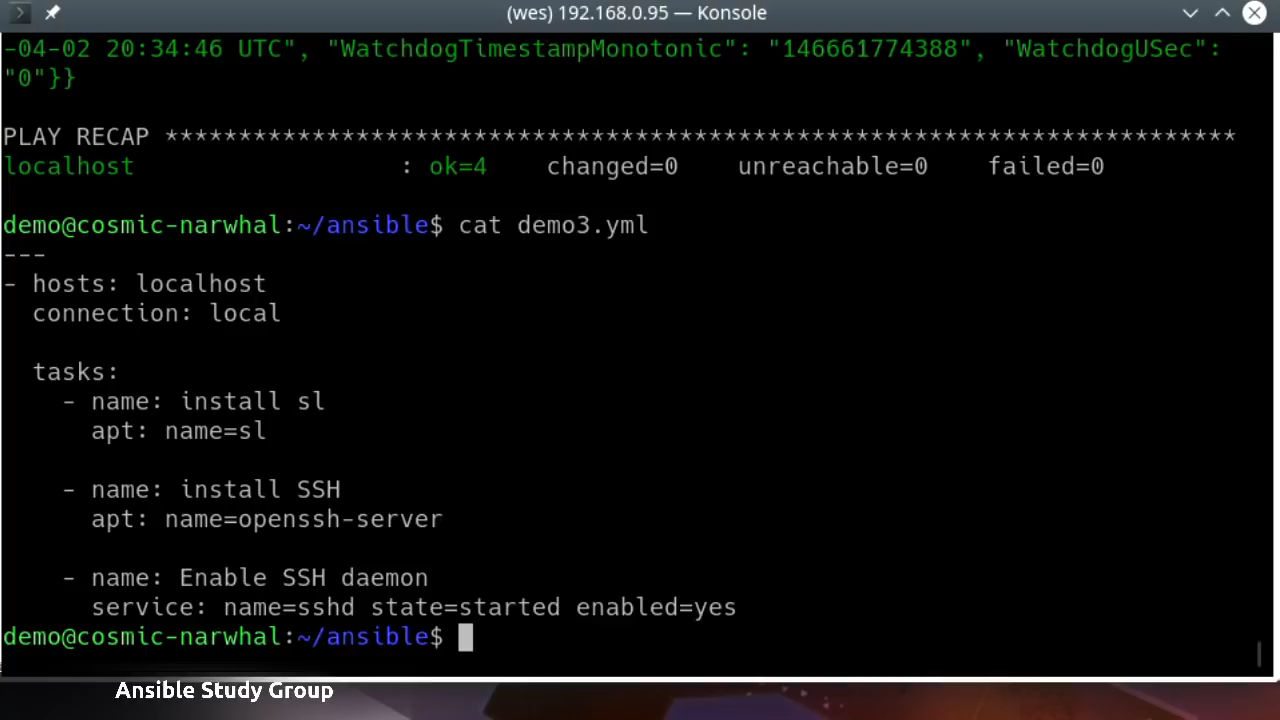 (wes) 192.168.0.95 — Konsole
-04-02 20:34:46 UTC", "WatchdogTimestampMonotonic": "146661774388", "WatchdogUSec":
"0"}}
PLAY RECAP *************************************************************************
localhost : ok=4 changed=0 unreachable=0 failed=0
demo@cosmic-narwhal:~/ansible$ cat demo3.yml
---
- hosts: localhost
connection: local
tasks:
- name: install sl
apt: name=sl
- name: install SSH
apt: name=openssh-server
- name: Enable SSH daemon
service: name=sshd state=started enabled=yes
demo@cosmic-narwhal:~/ansible$
Ansible Study Group